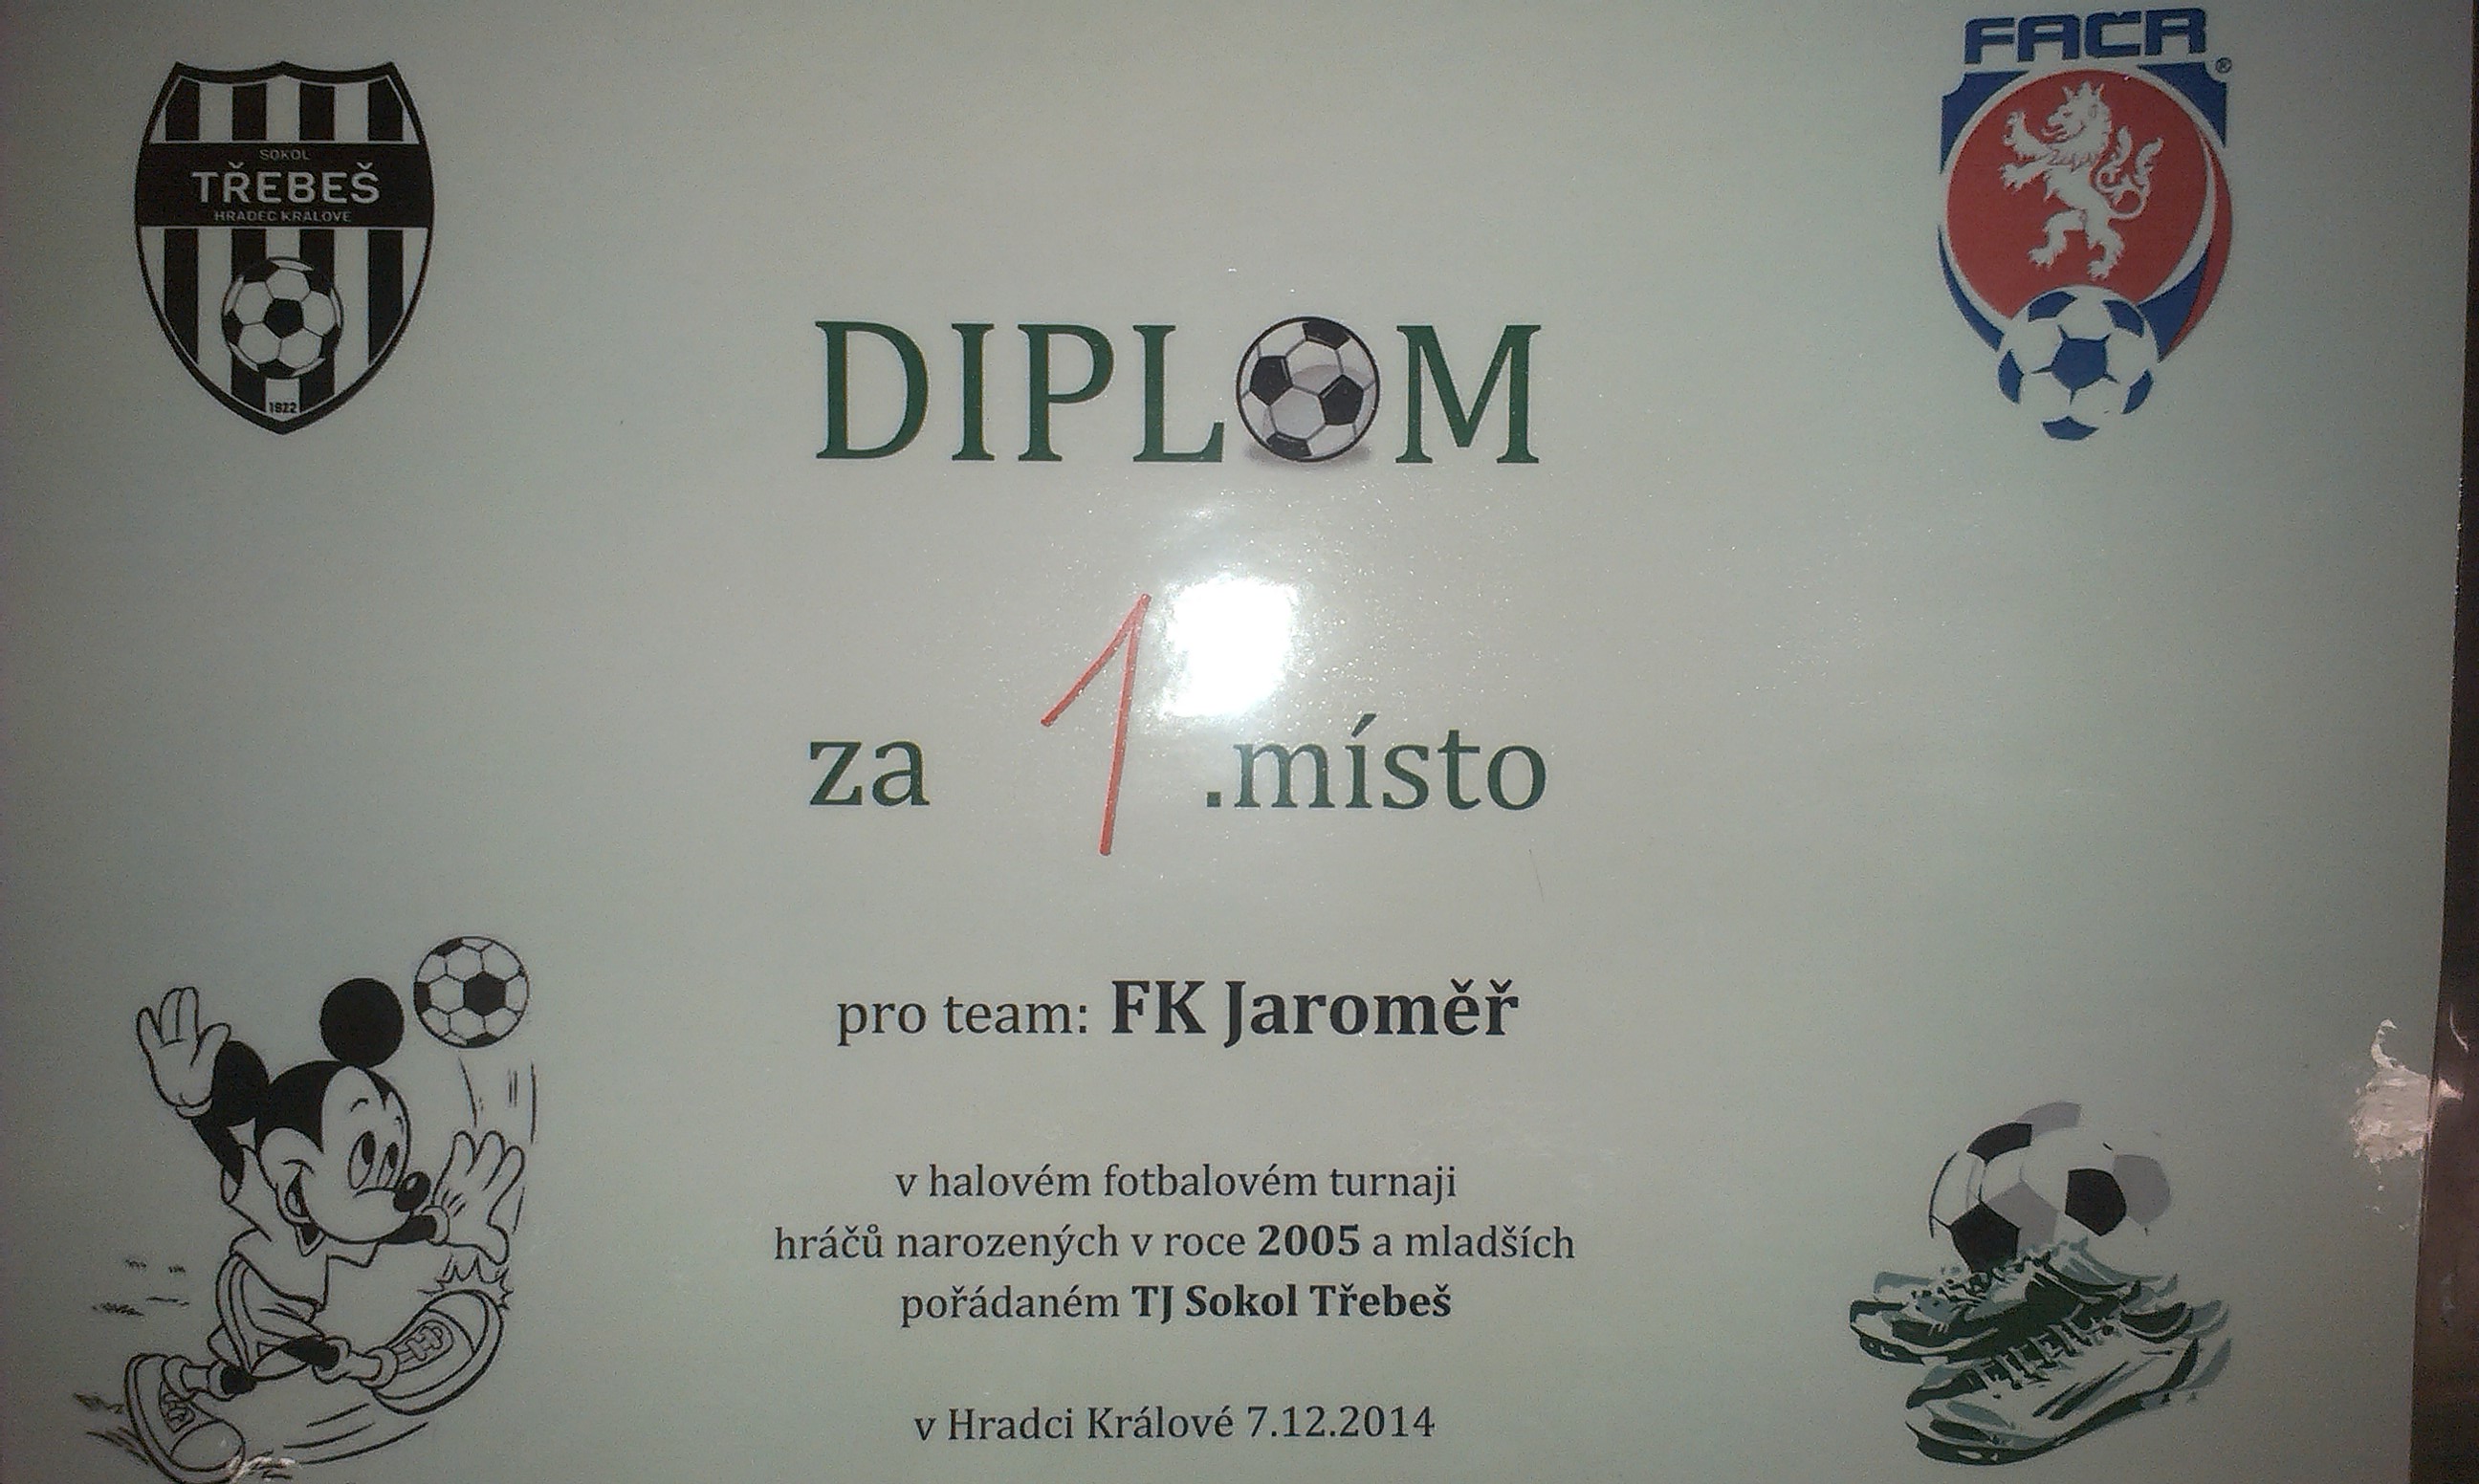 FAČR
®
SOKOL
TŘEBEŠ
HRADEC KRÁLOVÉ
1922
DIPLOM
za 1 .místo
pro team: FK Jaroměř
v halovém fotbalovém turnaji
hráčů narozených v roce 2005 a mladších
pořádaném TJ Sokol Třebeš
v Hradci Králové 7.12.2014